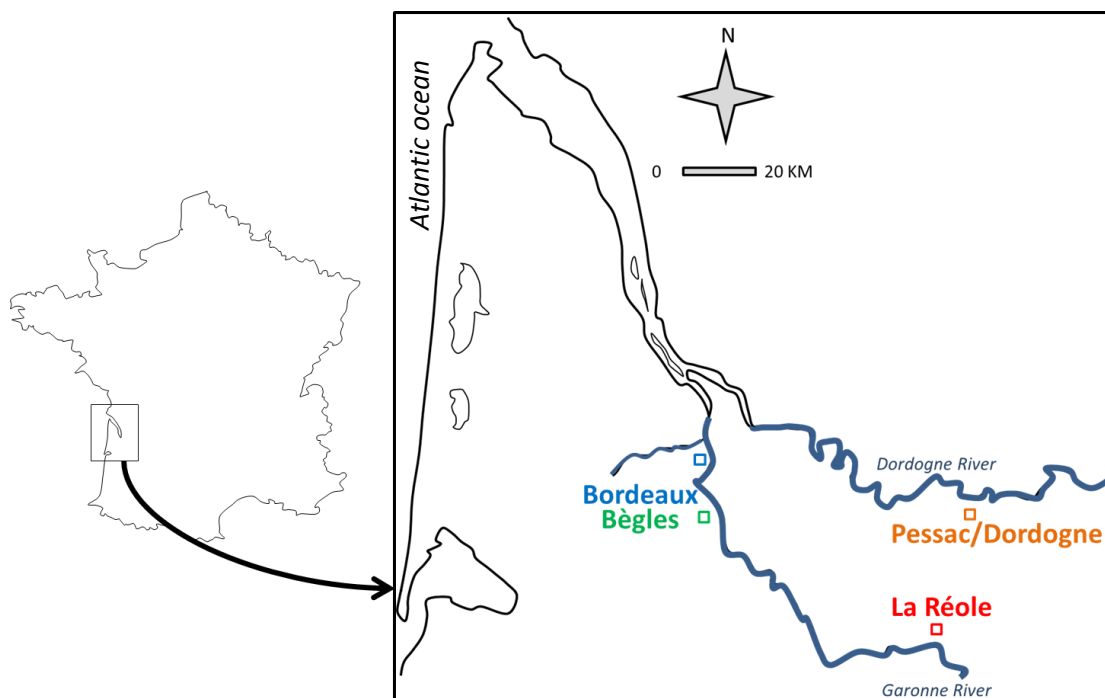 N
Atlantic ocean
0 20 KM
Dordogne River
Bordeaux
Bègles
Pessac/Dordogne
La Réole
Garonne River